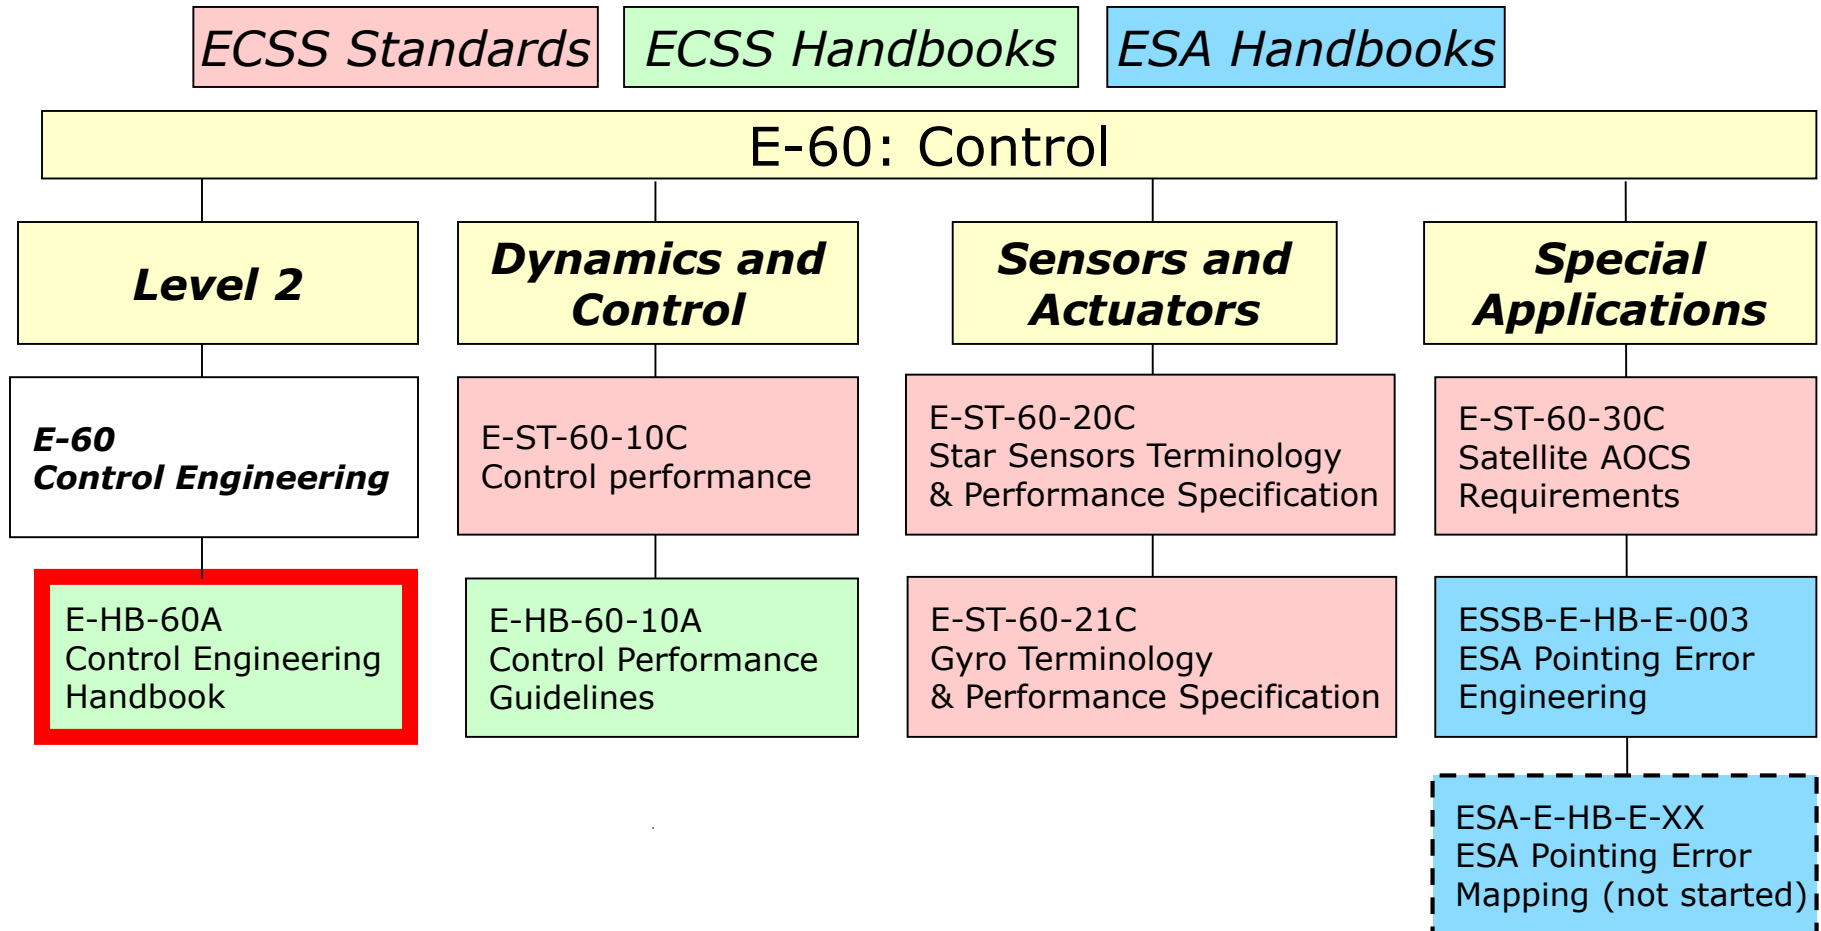 ECSS Standards
ECSS Handbooks
ESA Handbooks
E-60: Control
Level 2
Dynamics and
Control
Sensors and
Actuators
Special
Applications
E-60
Control Engineering
E-ST-60-10C
Control performance
E-ST-60-20C
Star Sensors Terminology
& Performance Specification
E-ST-60-30C
Satellite AOCS
Requirements
E-HB-60A
Control Engineering
Handbook
E-HB-60-10A
Control Performance
Guidelines
E-ST-60-21C
Gyro Terminology
& Performance Specification
ESSB-E-HB-E-003
ESA Pointing Error
Engineering
ESA-E-HB-E-XX
ESA Pointing Error
Mapping (not started)